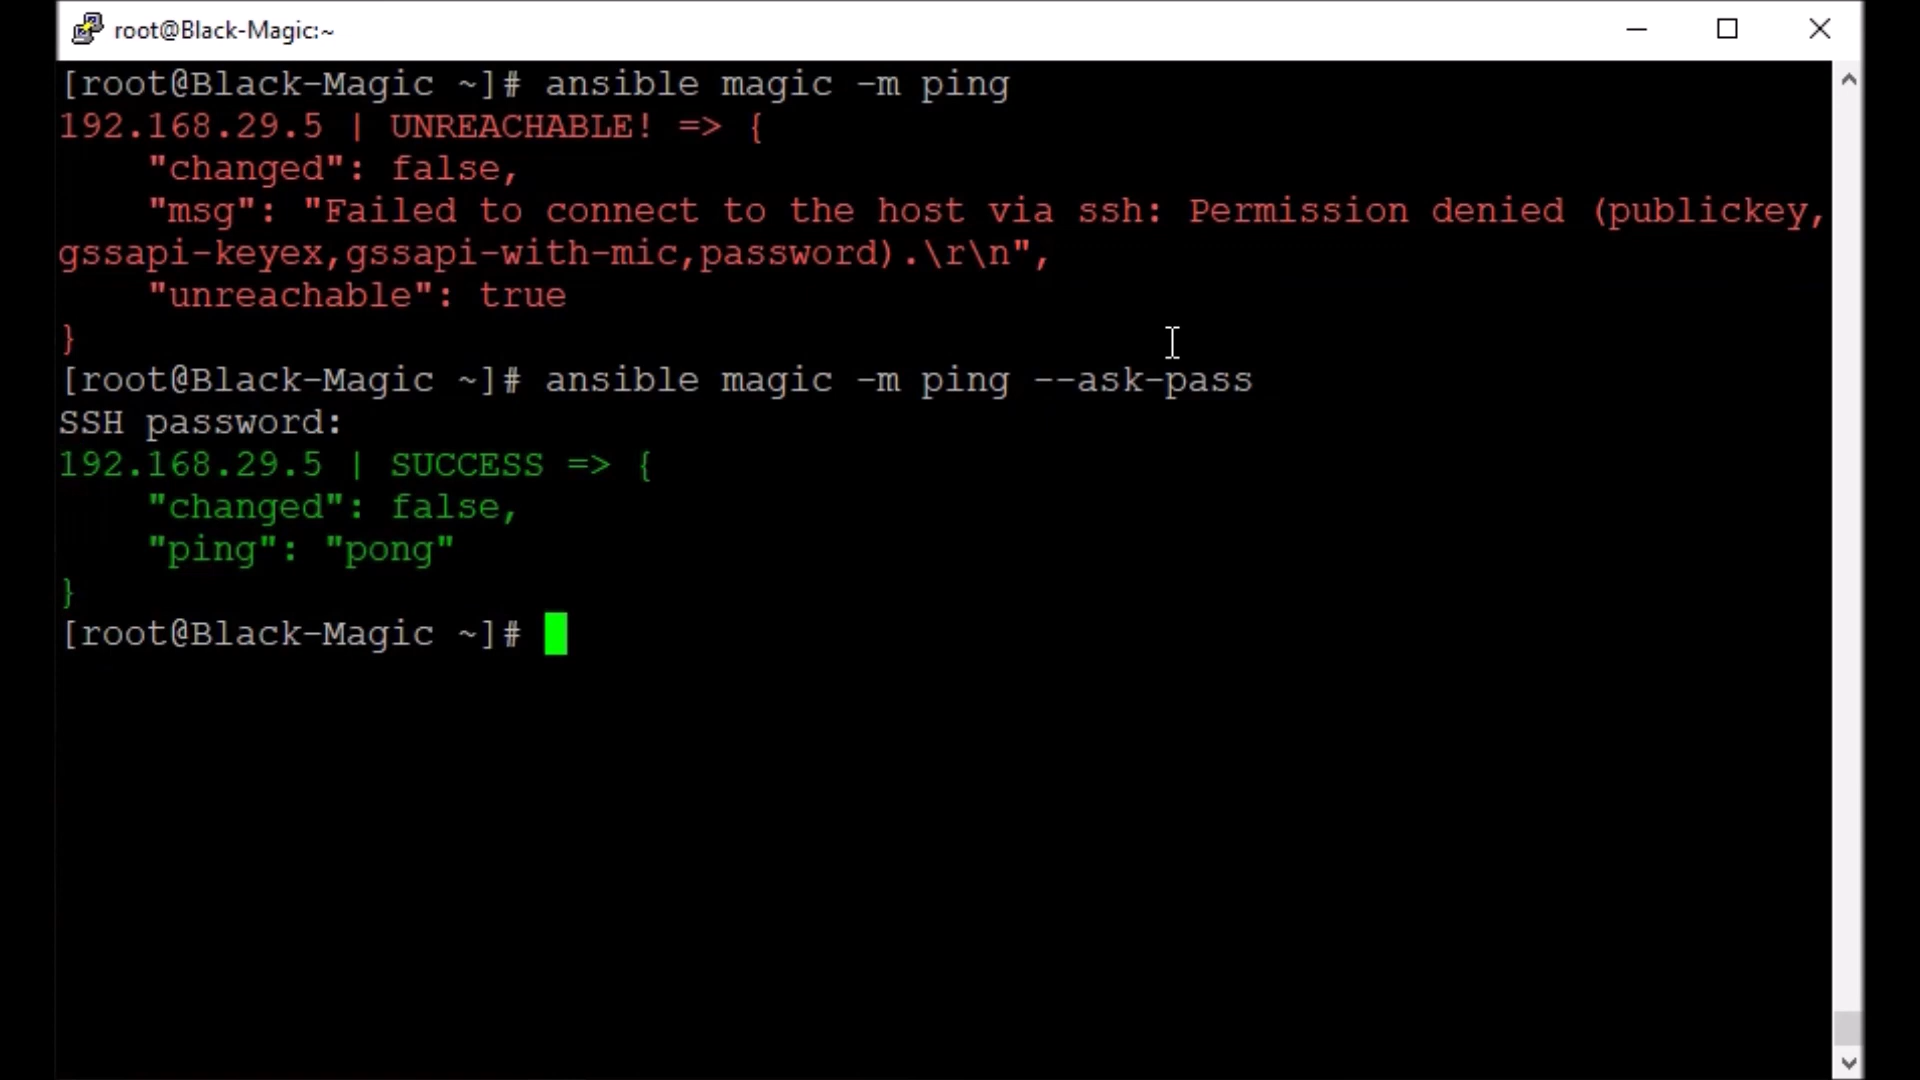 root@Black-Magic:~
[root@Black-Magic ~]# ansible magic -m ping
192.168.29.5 | UNREACHABLE! => {
    "changed": false,
    "msg": "Failed to connect to the host via ssh: Permission denied (publickey,
gssapi-keyex,gssapi-with-mic,password).\r\n",
    "unreachable": true
}
[root@Black-Magic ~]# ansible magic -m ping --ask-pass
SSH password:
192.168.29.5 | SUCCESS => {
    "changed": false,
    "ping": "pong"
}
[root@Black-Magic ~]#